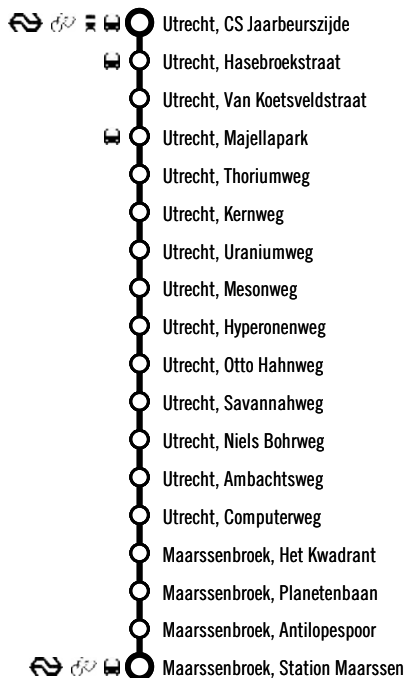 Utrecht, CS Jaarbeurszijde
Utrecht, Hasebroekstraat
Utrecht, Van Koetsveldstraat
Utrecht, Majellapark
Utrecht, Thoriumweg
Utrecht, Kernweg
Utrecht, Uraniumweg
Utrecht, Mesonweg
Utrecht, Hyperonenweg
Utrecht, Otto Hahnweg
Utrecht, Savannahweg
Utrecht, Niels Bohrweg
Utrecht, Ambachtsweg
Utrecht, Computerweg
Maarssenbroek, Het Kwadrant
Maarssenbroek, Planetenbaan
Maarssenbroek, Antilopespoor
Maarssenbroek, Station Maarssen